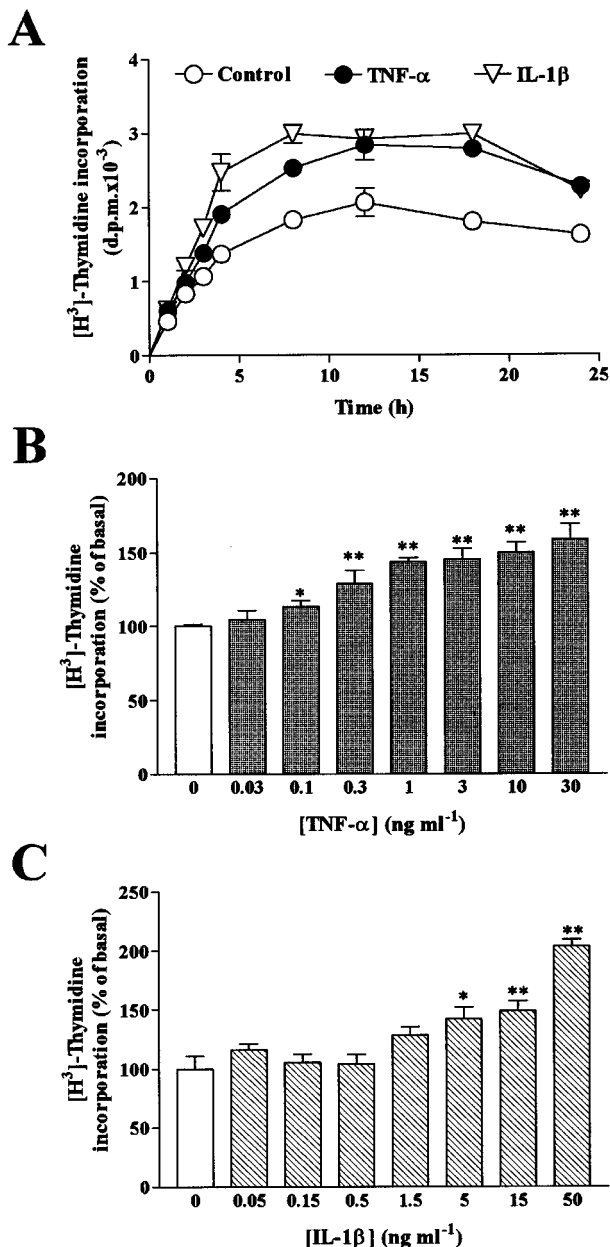 A
Control TNF-α IL-1β
[H³]-Thymidine incorporation
(d.p.m.x10⁻³)
4
3
2
1
0
0 5 10 15 20 25
Time (h)
B
[H³]-Thymidine
incorporation (% of basal)
200
150
100
50
0
* ** ** ** ** **
0 0.03 0.1 0.3 1 3 10 30
[TNF-α] (ng ml⁻¹)
C
[H³]-Thymidine
incorporation (% of basal)
250
200
150
100
50
0
* ** **
0 0.05 0.15 0.5 1.5 5 15 50
[IL-1β] (ng ml⁻¹)